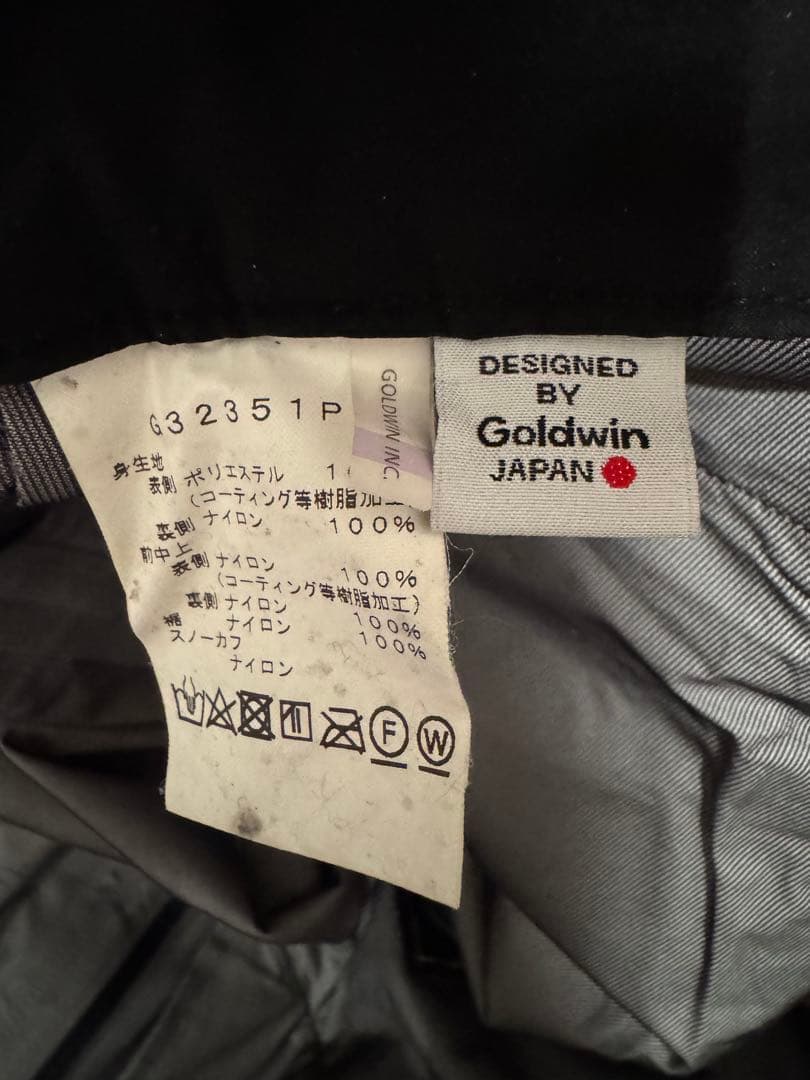 G32351P
GOLDWIN INC.
身生地
表側 ポリエステル 1
(コーティング等樹脂加工
裏側 ナイロン 100%
前中上
表側 ナイロン 100%
(コーティング等樹脂加工)
裏側 ナイロン 100%
裾 ナイロン 100%
スノーカフ
ナイロン
F
W
DESIGNED
BY
Goldwin
JAPAN